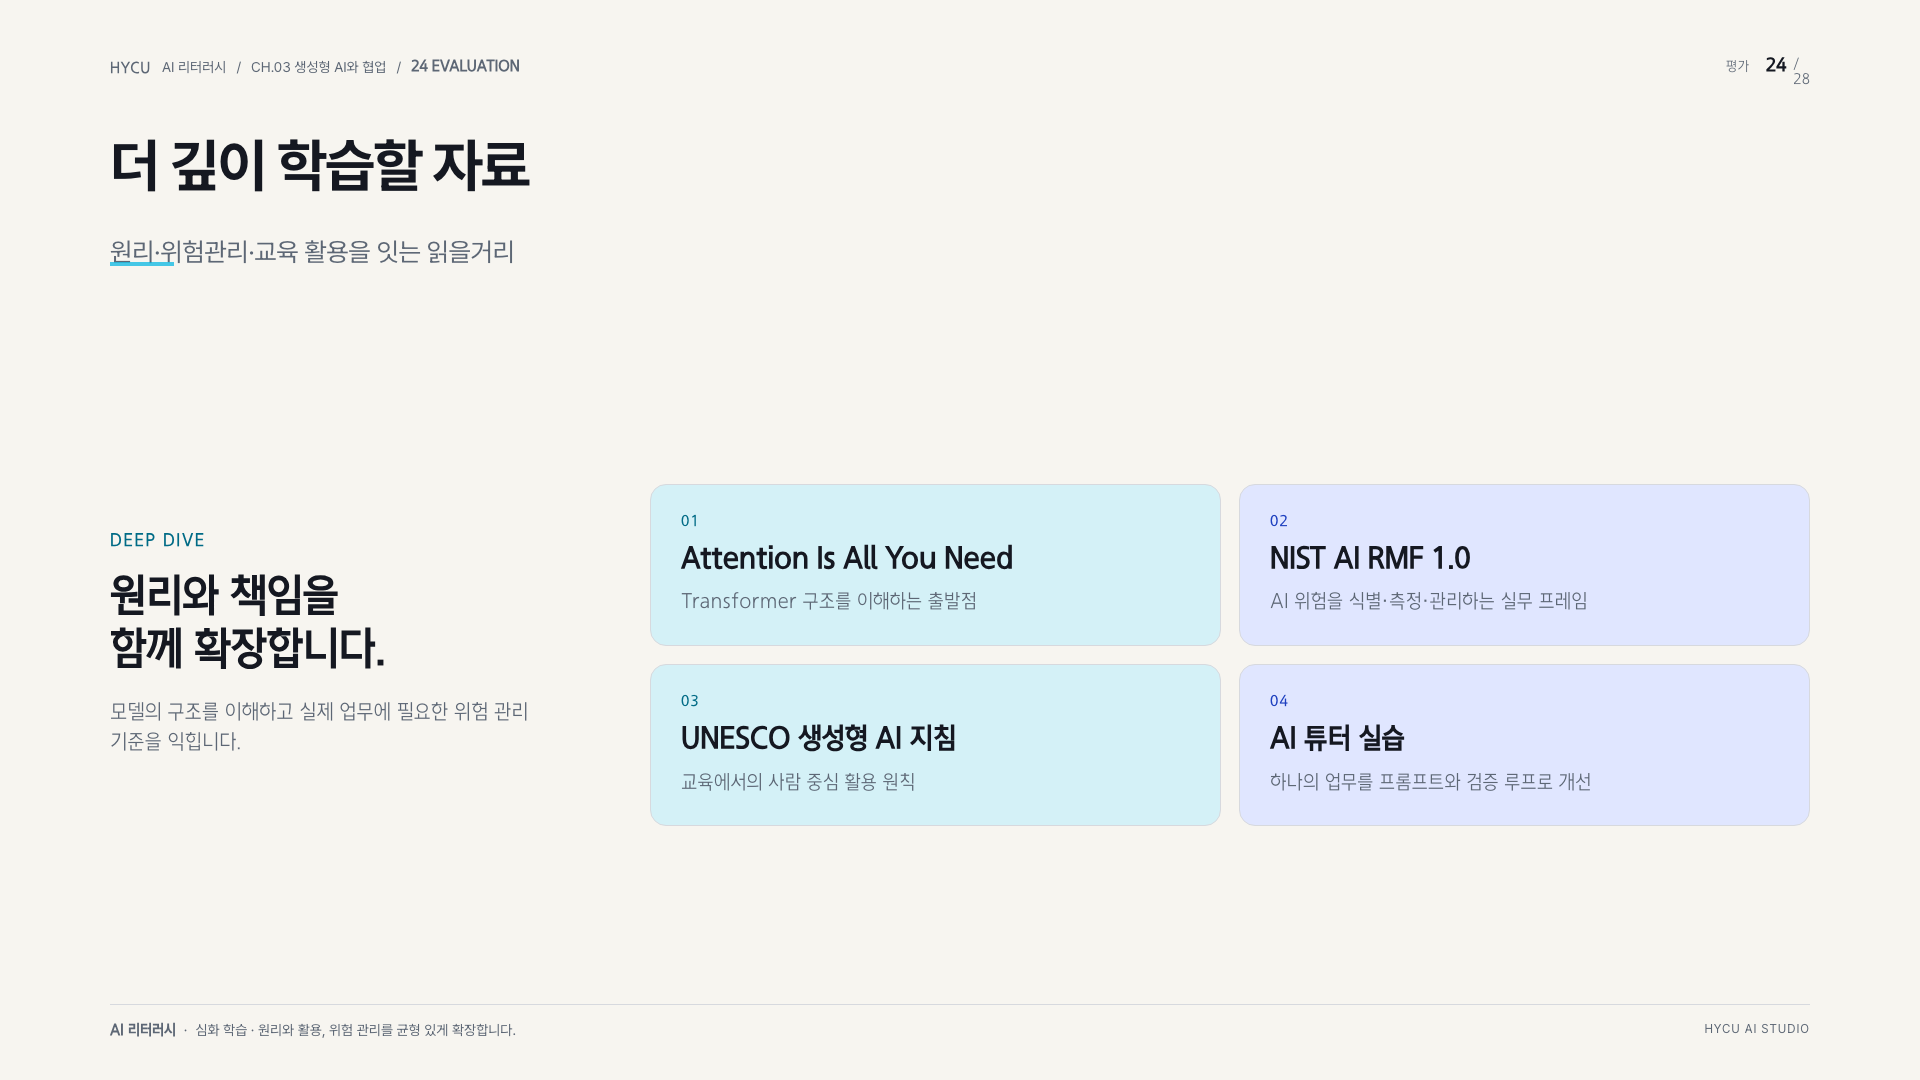 HYCU AI 리터러시 / CH.03 생성형 AI와 협업 / 24 EVALUATION
평가 24 / 28
더 깊이 학습할 자료
원리·위험관리·교육 활용을 잇는 읽을거리
DEEP DIVE
원리와 책임을
함께 확장합니다.
모델의 구조를 이해하고 실제 업무에 필요한 위험 관리
기준을 익힙니다.
01
Attention Is All You Need
Transformer 구조를 이해하는 출발점
02
NIST AI RMF 1.0
AI 위험을 식별·측정·관리하는 실무 프레임
03
UNESCO 생성형 AI 지침
교육에서의 사람 중심 활용 원칙
04
AI 튜터 실습
하나의 업무를 프롬프트와 검증 루프로 개선
AI 리터러시 · 심화 학습 · 원리와 활용, 위험 관리를 균형 있게 확장합니다.
HYCU AI STUDIO